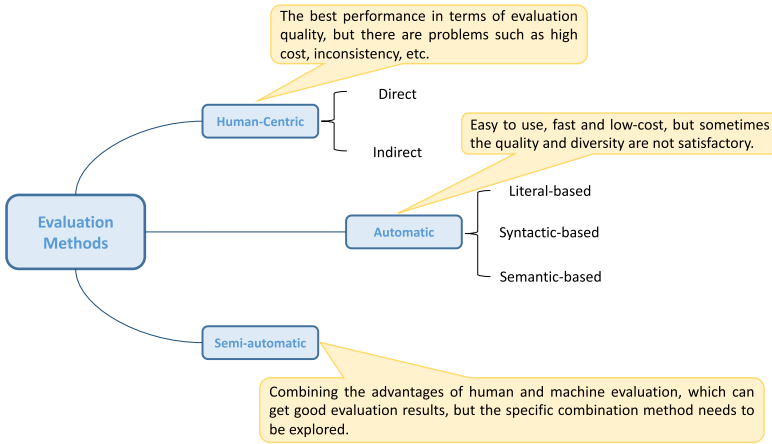 The best performance in terms of evaluation
quality, but there are problems such as high
cost, inconsistency, etc.
Human-Centric
Direct
Indirect
Easy to use, fast and low-cost, but sometimes
the quality and diversity are not satisfactory.
Evaluation
Methods
Automatic
Literal-based
Syntactic-based
Semantic-based
Semi-automatic
Combining the advantages of human and machine evaluation, which can
get good evaluation results, but the specific combination method needs to
be explored.